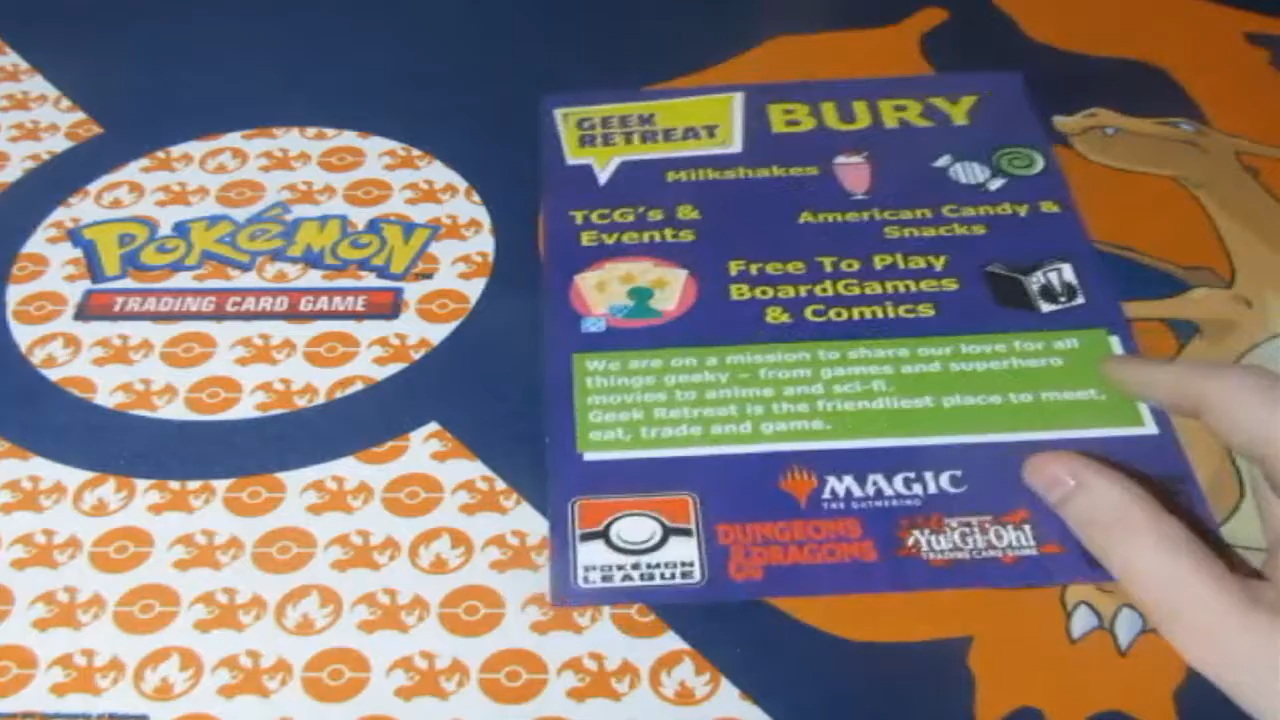 POKÉMON
TRADING CARD GAME
GEEK
RETREAT
BURY
Milkshakes
TCG's &
Events
American Candy &
Snacks
Free To Play
BoardGames
& Comics
We are on a mission to share our love for all
things geeky – from games and superhero
movies to anime and sci-fi.
Geek Retreat is the friendliest place to meet,
eat, trade and game.
MAGIC
THE GATHERING
POKÉMON
LEAGUE
DUNGEONS
& DRAGONS
Yu-Gi-Oh!
TRADING CARD GAME